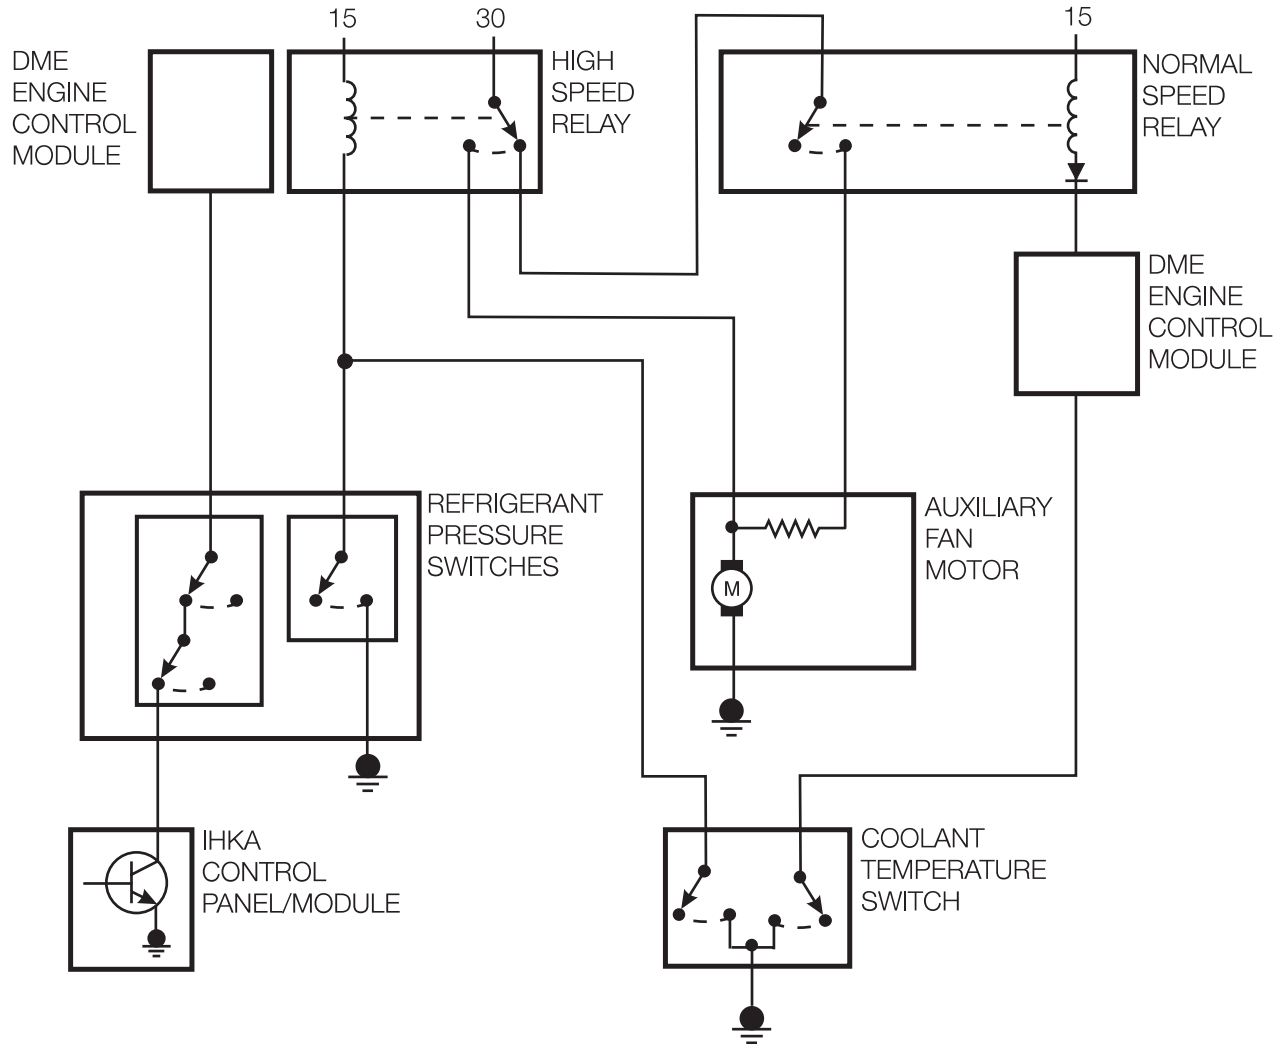 15
30
15
DME
ENGINE
CONTROL
MODULE
HIGH
SPEED
RELAY
NORMAL
SPEED
RELAY
DME
ENGINE
CONTROL
MODULE
REFRIGERANT
PRESSURE
SWITCHES
AUXILIARY
FAN
MOTOR
M
IHKA
CONTROL
PANEL/MODULE
COOLANT
TEMPERATURE
SWITCH